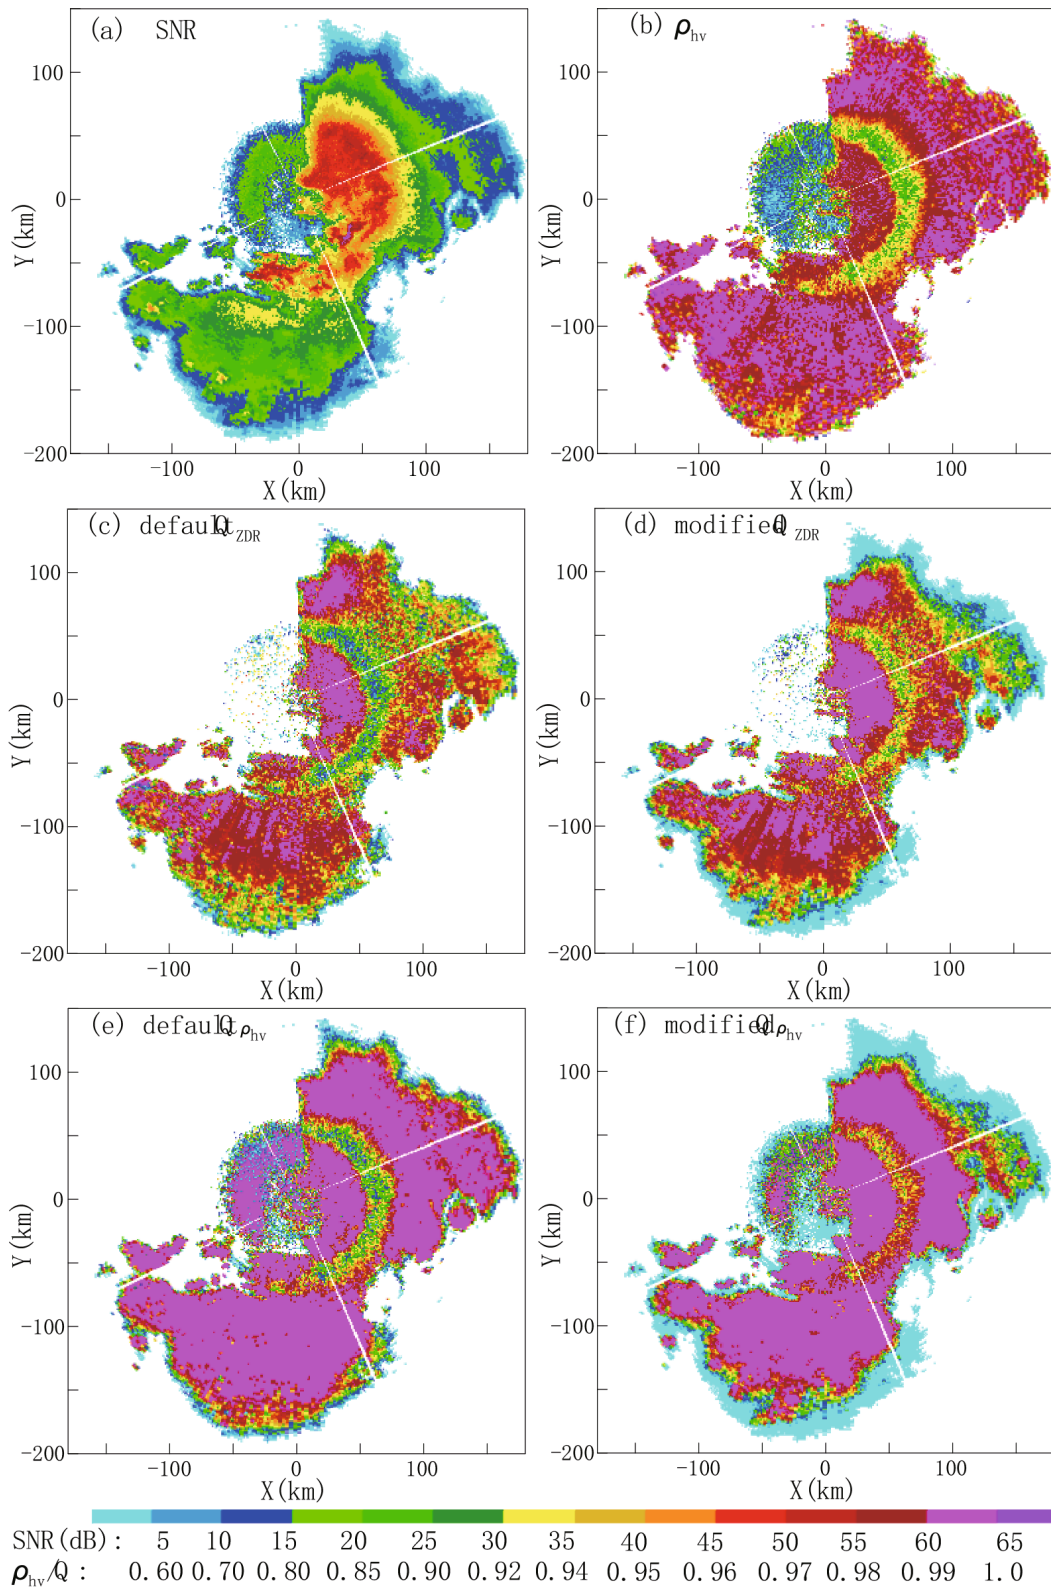 (a) SNR
(b) ρhv
100
0
-100
-200
Y(km)
-100 0 100
X(km)
Y(km)
100
0
-100
-200
-100 0 100
X(km)
(c) default QZDR
(d) modified QZDR
100
0
-100
-200
Y(km)
-100 0 100
X(km)
Y(km)
100
0
-100
-200
-100 0 100
X(km)
(e) default Qρhv
(f) modified Qρhv
100
0
-100
-200
Y(km)
-100 0 100
X(km)
Y(km)
100
0
-100
-200
-100 0 100
X(km)
SNR(dB): 5 10 15 20 25 30 35 40 45 50 55 60 65
ρhv/Q: 0.60 0.70 0.80 0.85 0.90 0.92 0.94 0.95 0.96 0.97 0.98 0.99 1.0